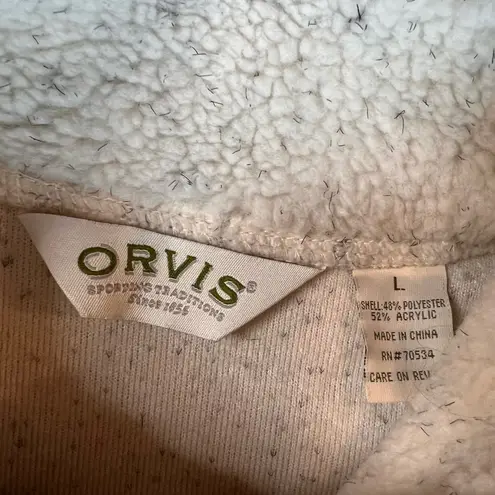 ORVIS®
SPORTING TRADITIONS
Since 1856
L
SHELL:48% POLYESTER
52% ACRYLIC
MADE IN CHINA
RN#70534
CARE ON REV